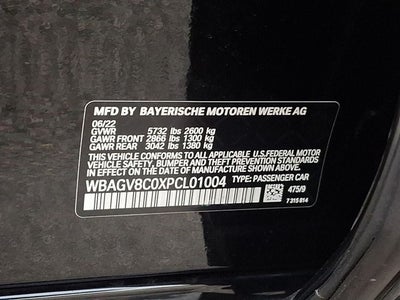 MFD BY BAYERISCHE MOTOREN WERKE AG
06/22
GVWR 5732 lbs 2600 kg
GAWR FRONT 2866 lbs 1300 kg
GAWR REAR 3042 lbs 1380 kg
THIS VEHICLE CONFORMS TO ALL APPLICABLE U.S.FEDERAL MOTOR
VEHICLE SAFETY, BUMPER, AND THEFT PREVENTION STANDARDS
IN EFFECT ON THE DATE OF MANUFACTURE SHOWN ABOVE.
WBAGV8C0XPCL01004 TYPE: PASSENGER CAR
475/9
7 315 014